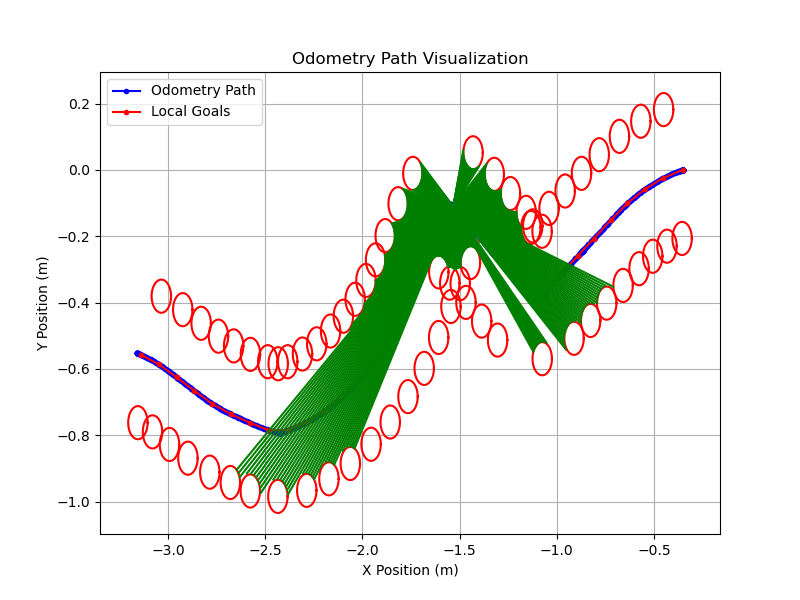 Odometry Path Visualization
Odometry Path
Local Goals
Y Position (m)
0.2
0.0
−0.2
−0.4
−0.6
−0.8
−1.0
−3.0 −2.5 −2.0 −1.5 −1.0 −0.5
X Position (m)